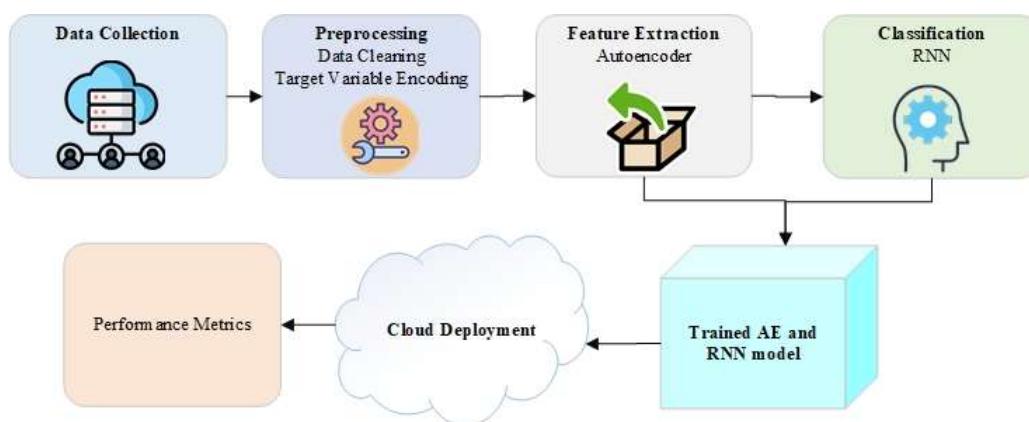 Data Collection
Preprocessing
Data Cleaning
Target Variable Encoding
Feature Extraction
Autoencoder
Classification
RNN
Performance Metrics
Cloud Deployment
Trained AE and
RNN model